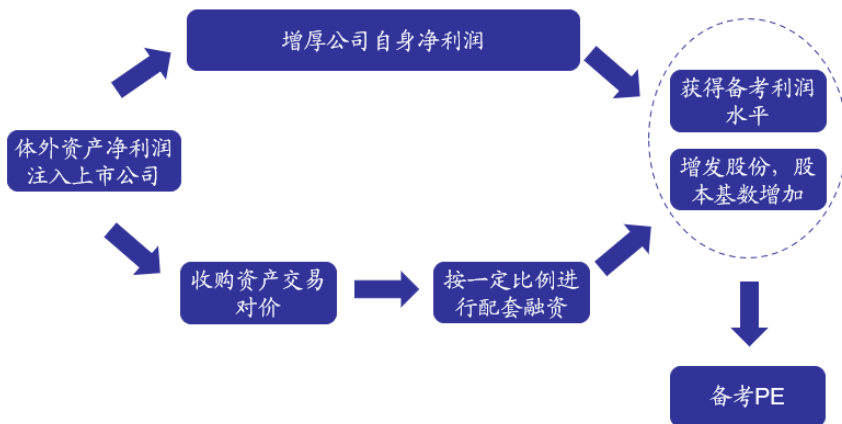 增厚公司自身净利润
获得备考利润
水平
体外资产净利润
注入上市公司
增发股份，股
本基数增加
收购资产交易
对价
按一定比例进
行配套融资
备考PE